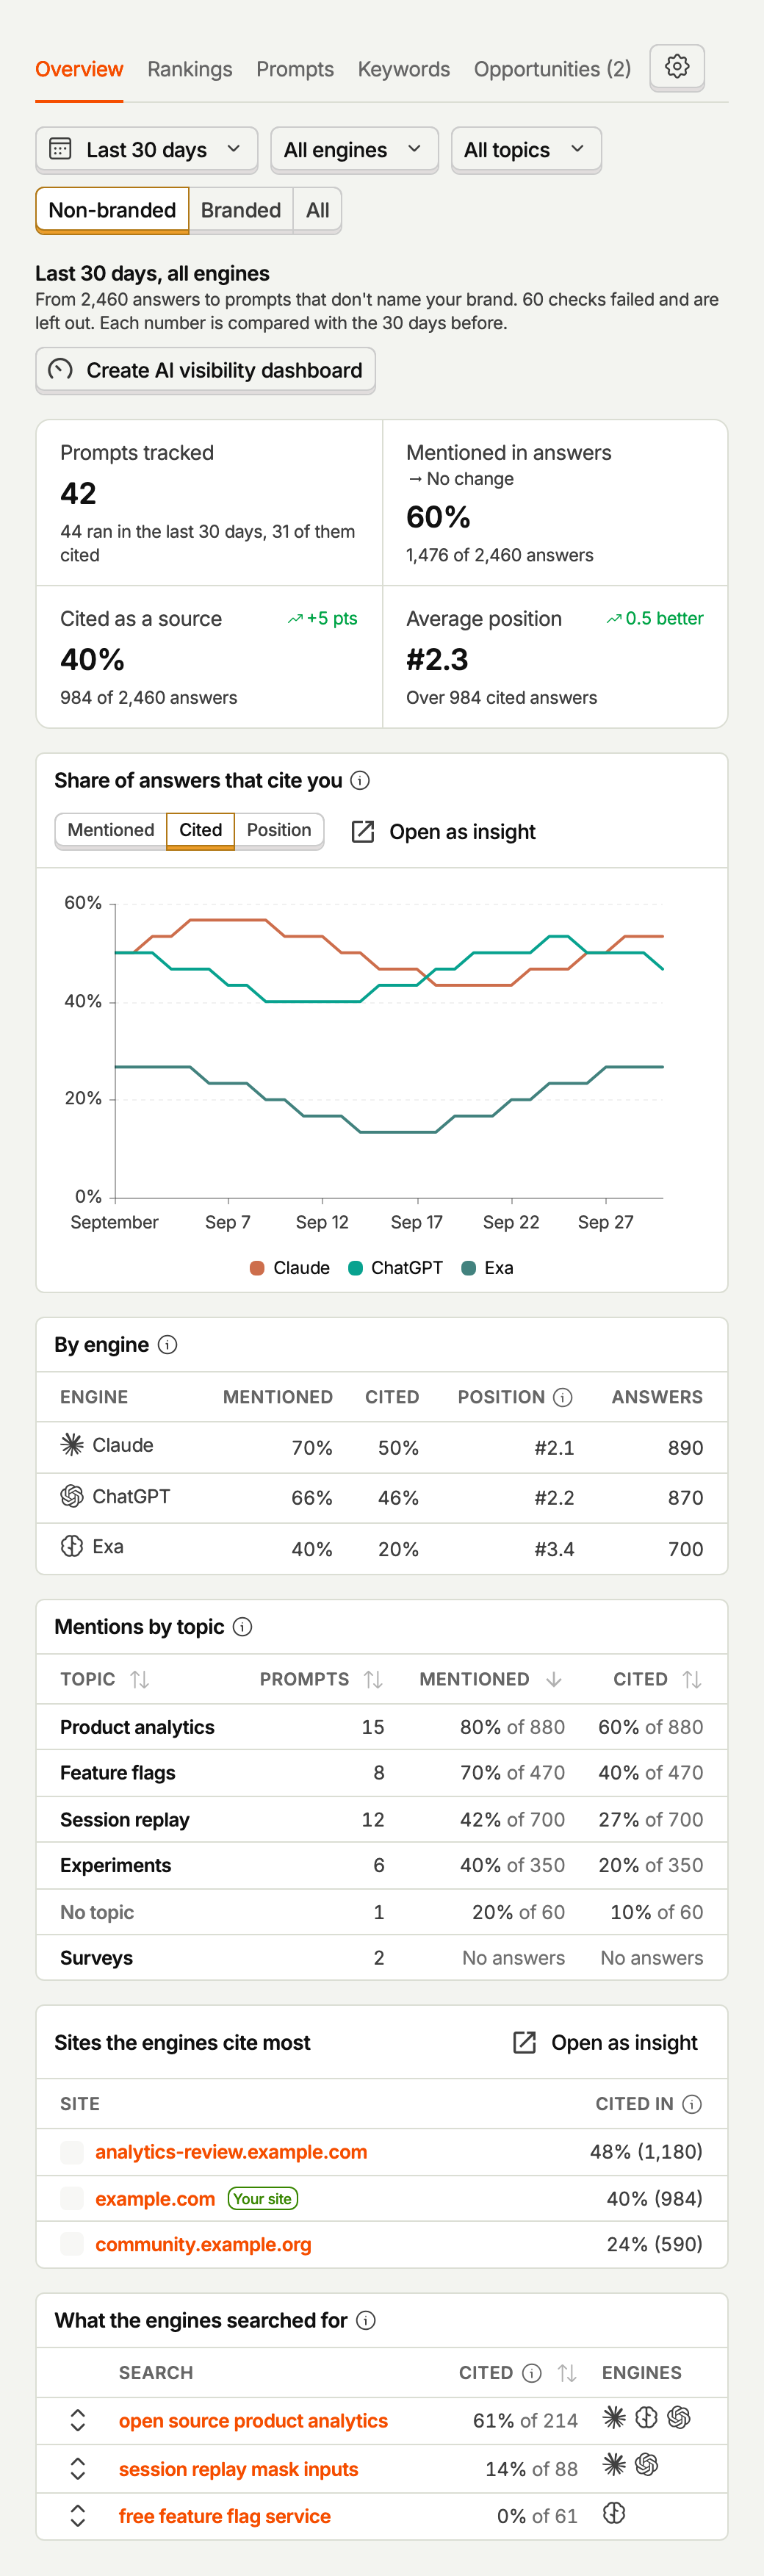 Overview Rankings Prompts Keywords Opportunities (2)
Last 30 days All engines All topics
Non-branded Branded All
Last 30 days, all engines
From 2,460 answers to prompts that don't name your brand. 60 checks failed and are
left out. Each number is compared with the 30 days before.
Create AI visibility dashboard
Prompts tracked
42
44 ran in the last 30 days, 31 of them
cited
Mentioned in answers
→ No change
60%
1,476 of 2,460 answers
Cited as a source +5 pts
40%
984 of 2,460 answers
Average position 0.5 better
#2.3
Over 984 cited answers
Share of answers that cite you
Mentioned Cited Position Open as insight
60%
40%
20%
0%
September Sep 7 Sep 12 Sep 17 Sep 22 Sep 27
Claude ChatGPT Exa
By engine
ENGINE MENTIONED CITED POSITION ANSWERS
Claude 70% 50% #2.1 890
ChatGPT 66% 46% #2.2 870
Exa 40% 20% #3.4 700
Mentions by topic
TOPIC PROMPTS MENTIONED CITED
Product analytics 15 80% of 880 60% of 880
Feature flags 8 70% of 470 40% of 470
Session replay 12 42% of 700 27% of 700
Experiments 6 40% of 350 20% of 350
No topic 1 20% of 60 10% of 60
Surveys 2 No answers No answers
Sites the engines cite most Open as insight
SITE CITED IN
analytics-review.example.com 48% (1,180)
example.com Your site 40% (984)
community.example.org 24% (590)
What the engines searched for
SEARCH CITED ENGINES
open source product analytics 61% of 214
session replay mask inputs 14% of 88
free feature flag service 0% of 61